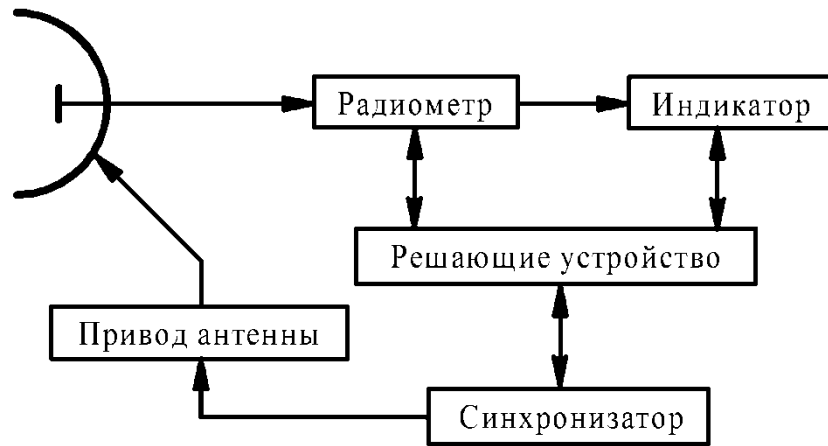 Радиометр
Индикатор
Решающие устройство
Привод антенны
Синхронизатор